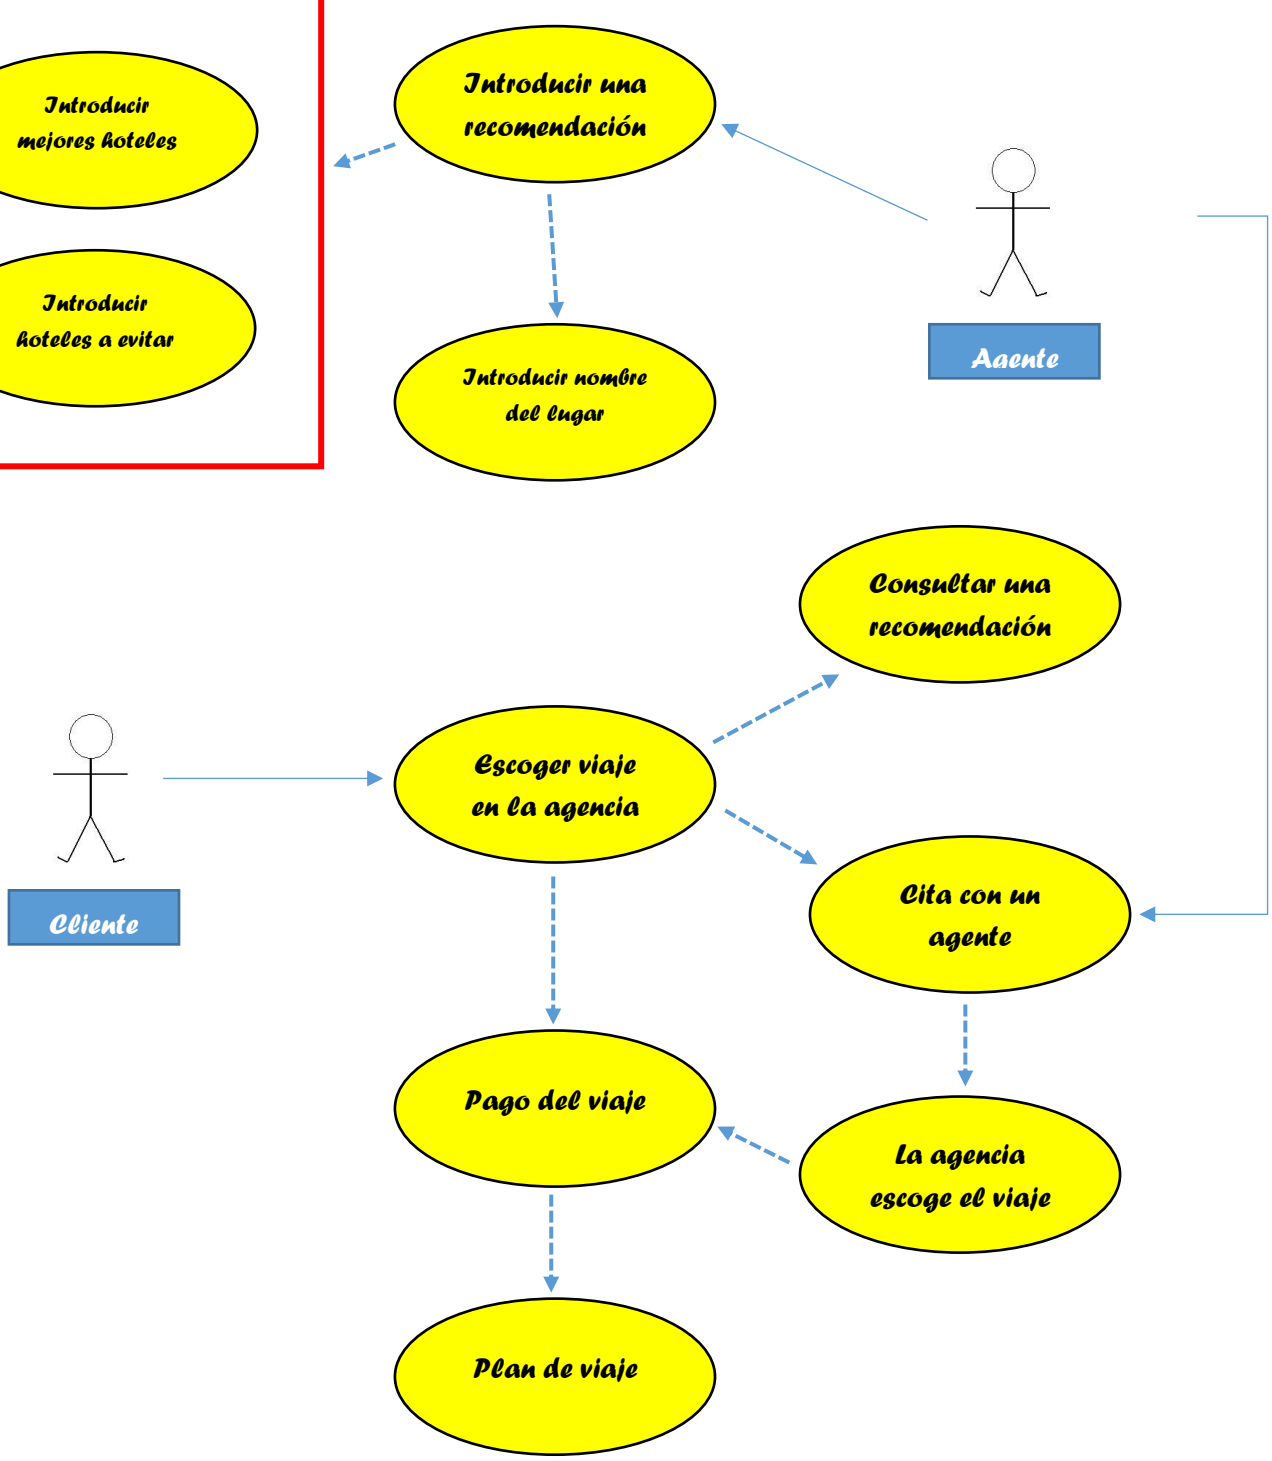 Introducir una
recomendación
Introducir
mejores hoteles
Introducir
hoteles a evitar
Introducir nombre
del lugar
Agente
Consultar una
recomendación
Escoger viaje
en la agencia
Cliente
Cita con un
agente
Pago del viaje
La agencia
escoge el viaje
Plan de viaje